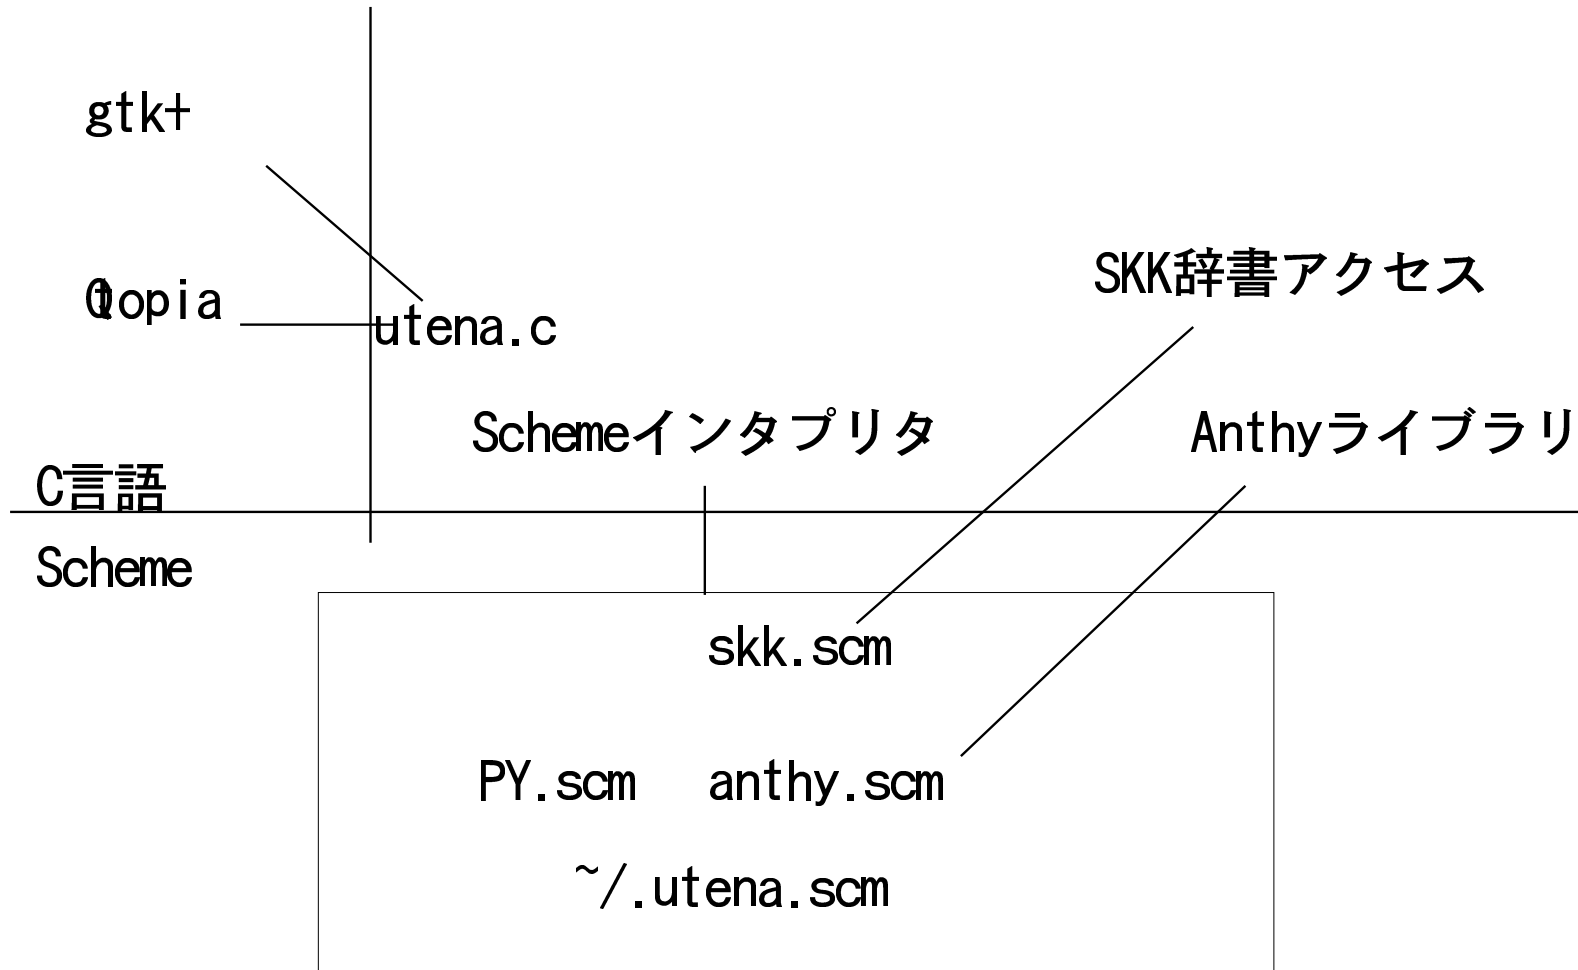 gtk+
Qtopia
utena.c
SKK辞書アクセス
Schemeインタプリタ
Anthyライブラリ
C言語
Scheme
skk.scm
PY.scm
anthy.scm
~/.utena.scm